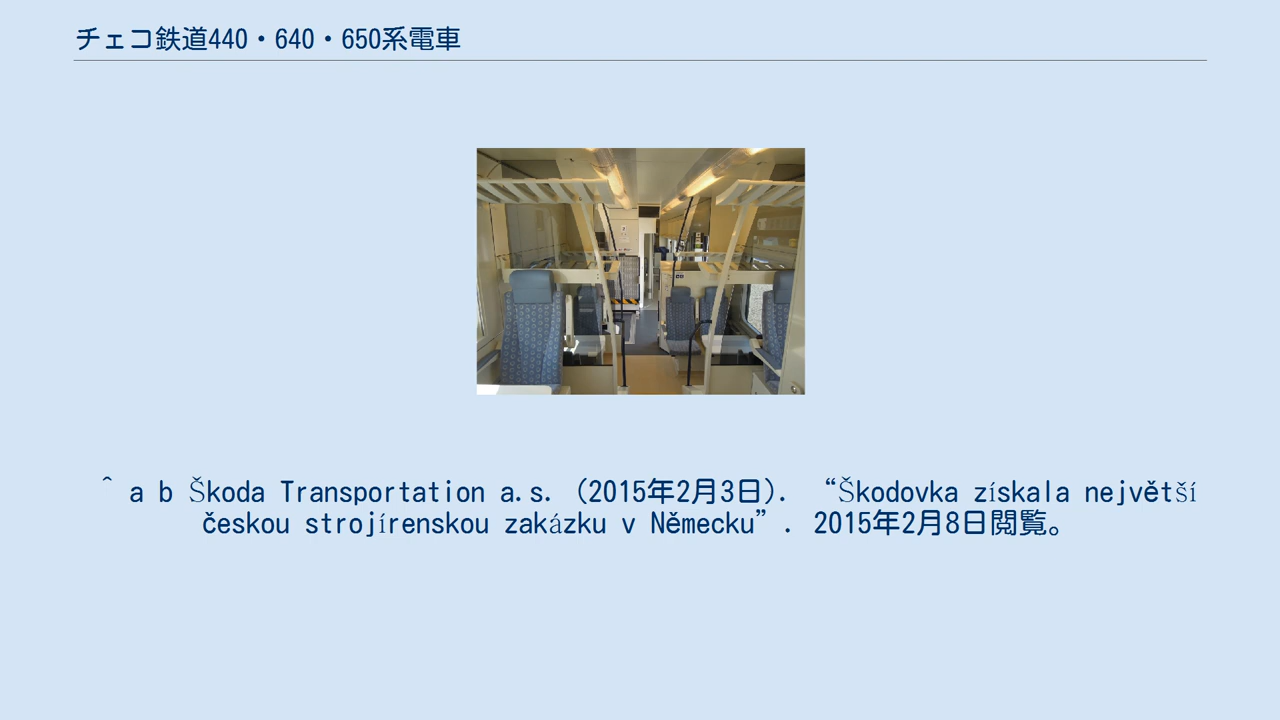 チェコ鉄道440・640・650系電車
^ a b Škoda Transportation a.s. (2015年2月3日). “Škodovka získala největší
českou strojírenskou zakázku v Německu”. 2015年2月8日閲覧。